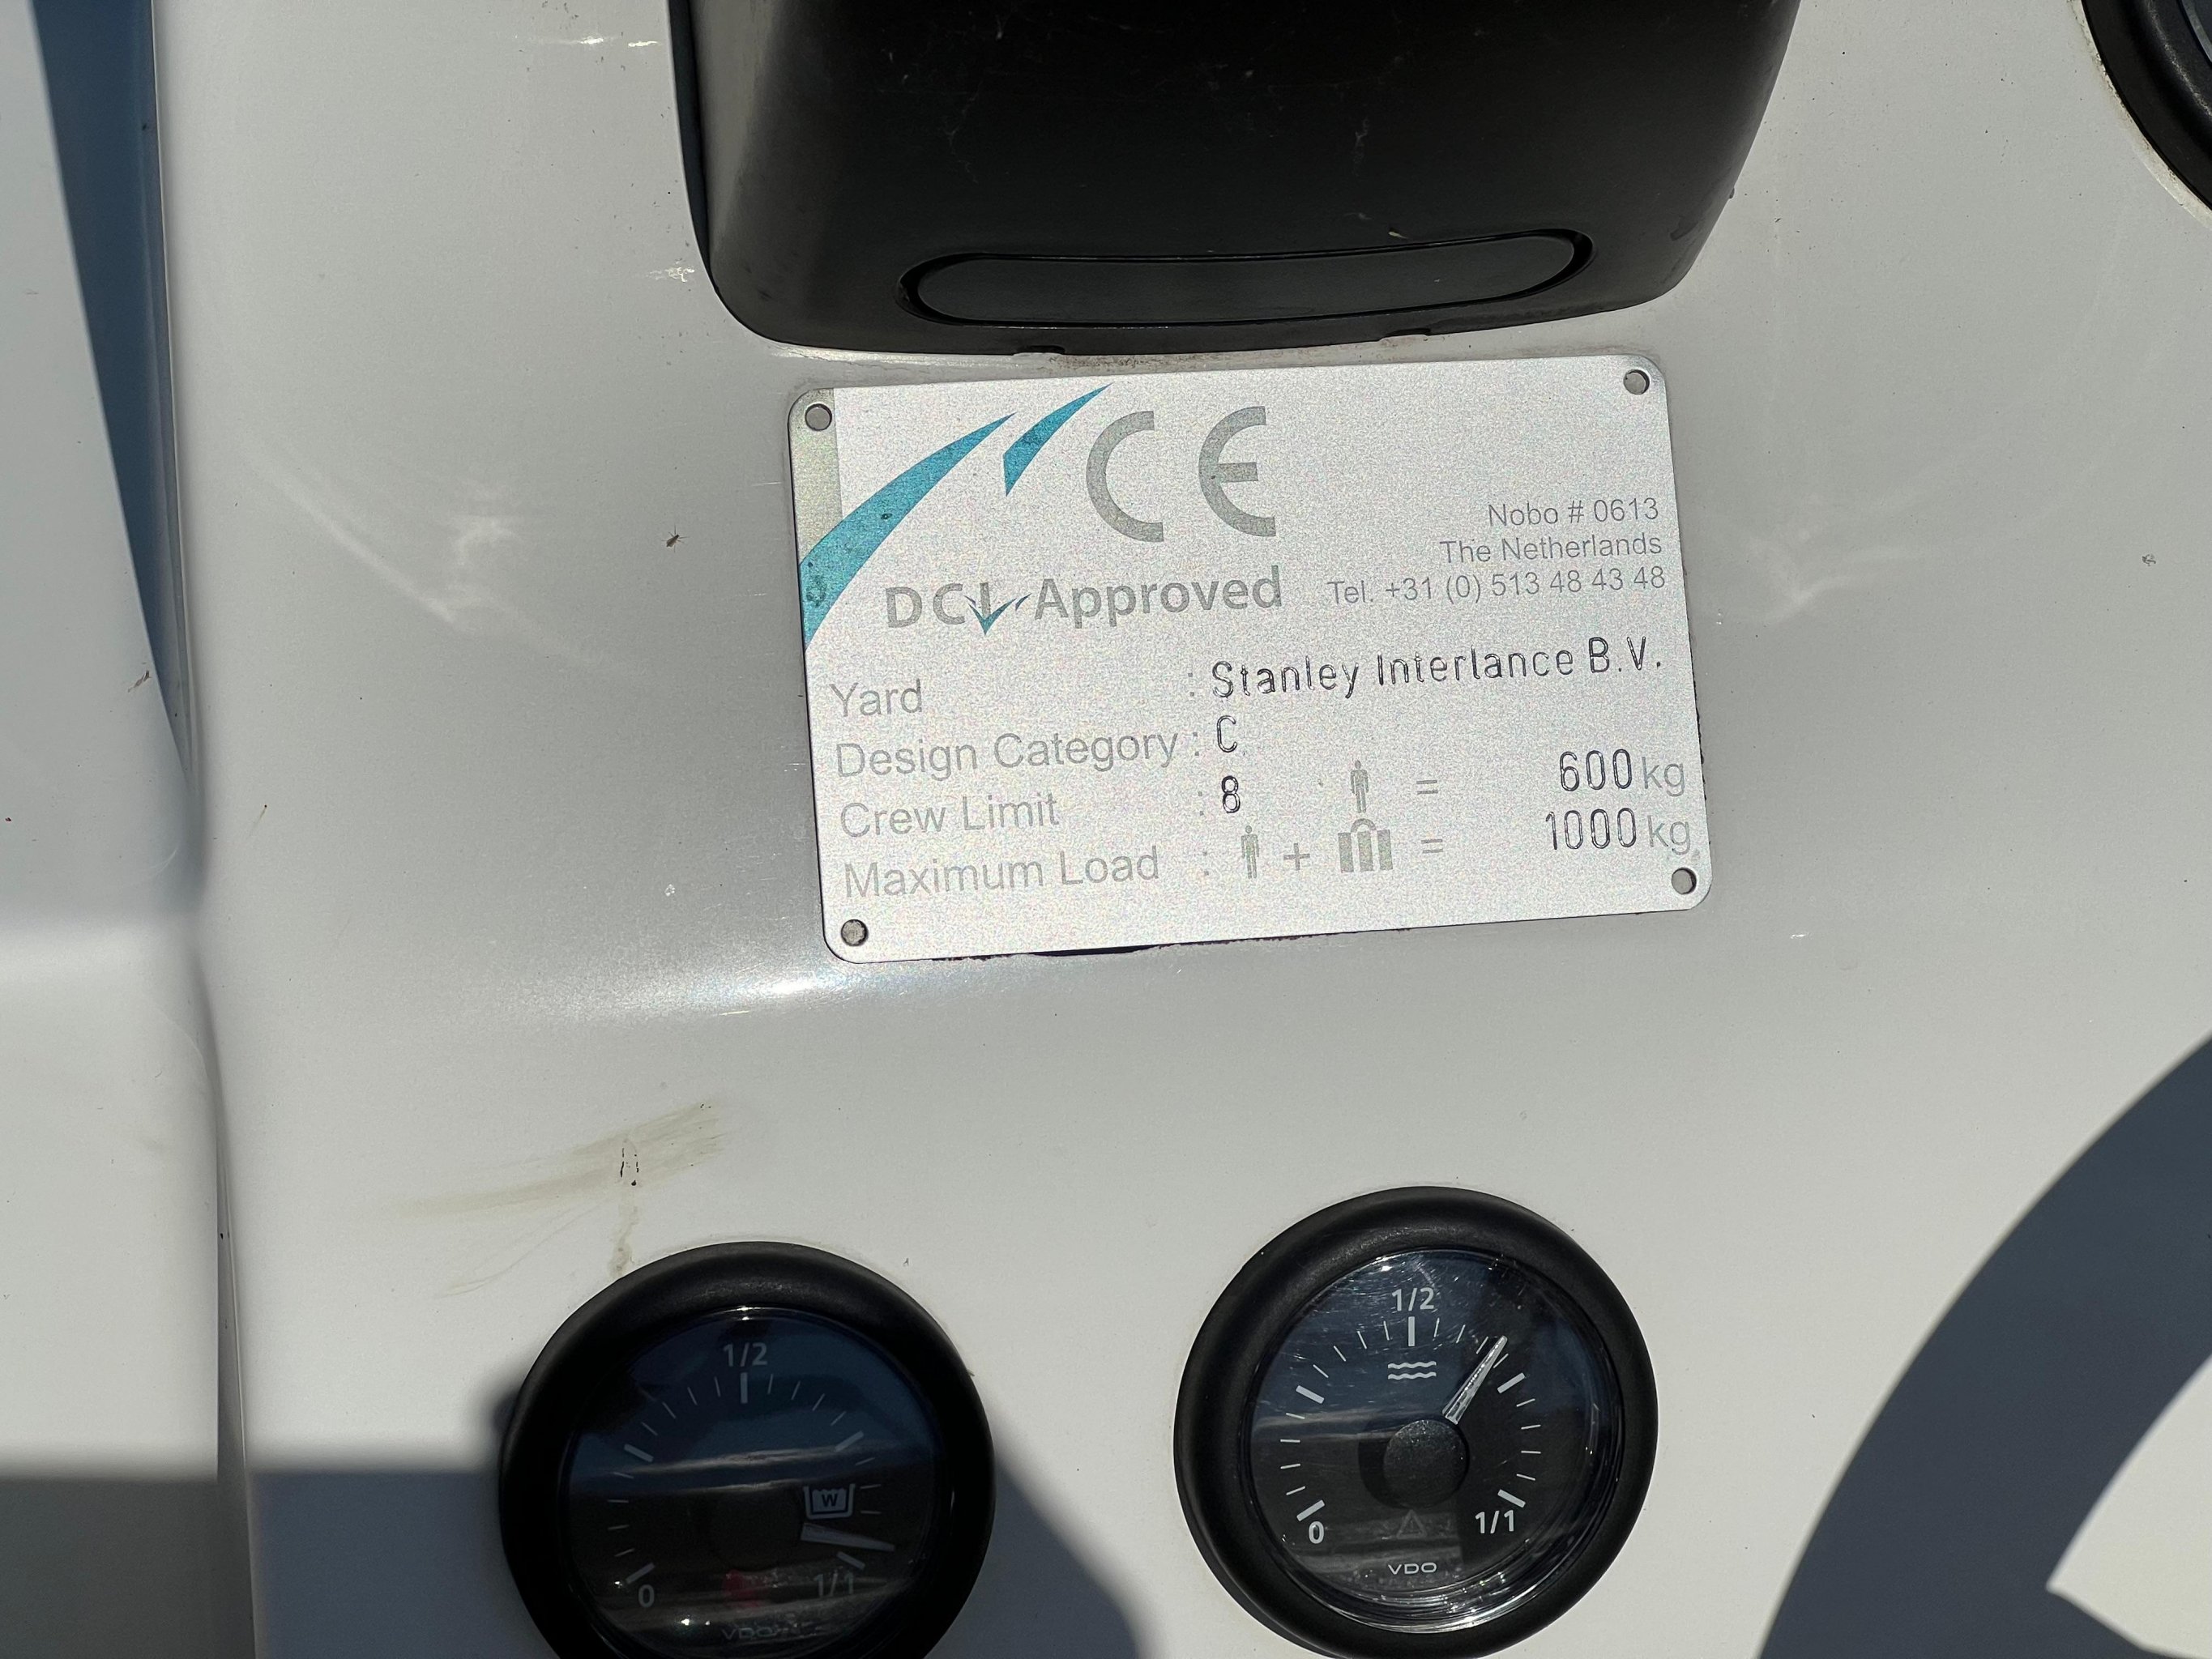 CE
Nobo # 0613
The Netherlands
DCI Approved Tel. +31 (0) 513 48 43 48
Yard : Stanley Interlance B.V.
Design Category : C
Crew Limit : 8 = 600 kg
Maximum Load : + = 1000 kg
1/2
W
0 1/1
VDO
1/2
0 1/1
VDO